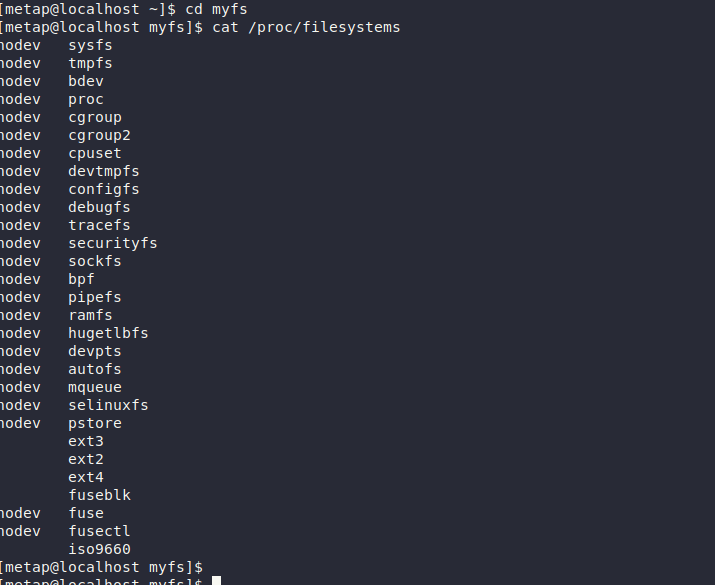 [metap@localhost ~]$ cd myfs
[metap@localhost myfs]$ cat /proc/filesystems
nodev   sysfs
nodev   tmpfs
nodev   bdev
nodev   proc
nodev   cgroup
nodev   cgroup2
nodev   cpuset
nodev   devtmpfs
nodev   configfs
nodev   debugfs
nodev   tracefs
nodev   securityfs
nodev   sockfs
nodev   bpf
nodev   pipefs
nodev   ramfs
nodev   hugetlbfs
nodev   devpts
nodev   autofs
nodev   mqueue
nodev   selinuxfs
nodev   pstore
        ext3
        ext2
        ext4
        fuseblk
nodev   fuse
nodev   fusectl
        iso9660
[metap@localhost myfs]$
[metap@localhost myfs]$